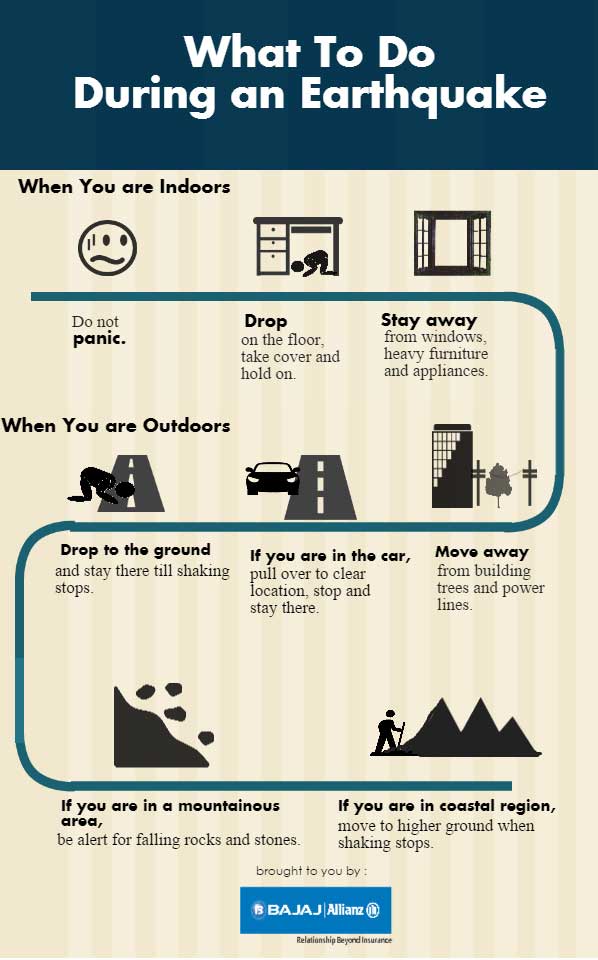 What To Do
During an Earthquake
When You are Indoors
Do not
panic.
Drop
on the floor,
take cover and
hold on.
Stay away
from windows,
heavy furniture
and appliances.
When You are Outdoors
Drop to the ground
and stay there till shaking
stops.
If you are in the car,
pull over to clear
location, stop and
stay there.
Move away
from building
trees and power
lines.
If you are in a mountainous
area,
be alert for falling rocks and stones.
If you are in coastal region,
move to higher ground when
shaking stops.
brought to you by :
BAJAJ | Allianz
Relationship Beyond Insurance